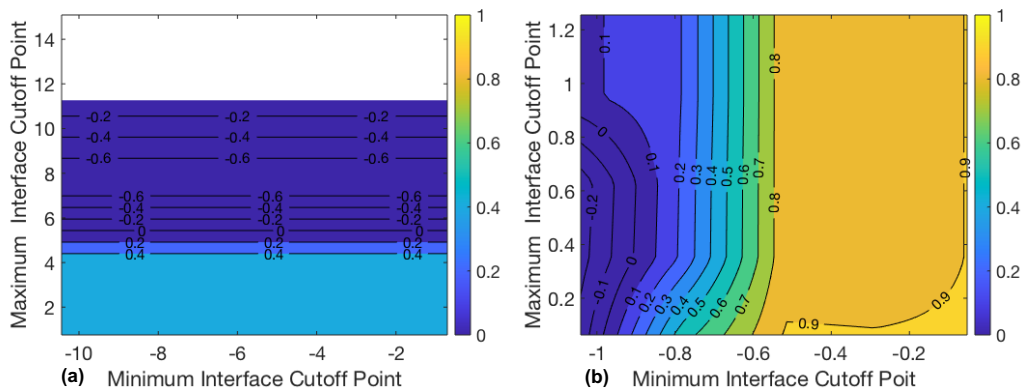 Maximum Interface Cutoff Point
14
12
10
8
6
4
2
-0.2 -0.2 -0.2
-0.4 -0.4 -0.4
-0.6 -0.6 -0.6
-0.6 -0.6 -0.6
-0.4 -0.4 -0.4
-0.2 -0.2 -0.2
0 0 0
0.2 0.2 0.2
0.4 0.4 0.4
-10 -8 -6 -4 -2
(a) Minimum Interface Cutoff Point
1
0.8
0.6
0.4
0.2
0
Maximum Interface Cutoff Point
1.2
1
0.8
0.6
0.4
0.2
0.1
0.8
0
0.1
0.2 0.3 0.4 0.5 0.6 0.7 0.9
-0.2
0.8
0
-0.1
0.1 0.2 0.3 0.4 0.5 0.6 0.7
0.9 0.9
-1 -0.8 -0.6 -0.4 -0.2
(b) Minimum Interface Cutoff Poit
1
0.8
0.6
0.4
0.2
0